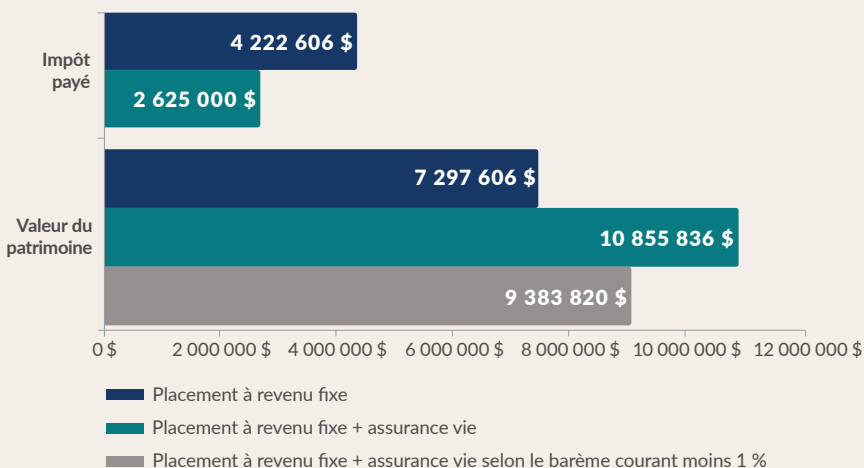 Impôt
payé
4 222 606 $
2 625 000 $
Valeur du
patrimoine
7 297 606 $
10 855 836 $
9 383 820 $
0 $ 2 000 000 $ 4 000 000 $ 6 000 000 $ 8 000 000 $ 10 000 000 $ 12 000 000 $
Placement à revenu fixe
Placement à revenu fixe + assurance vie
Placement à revenu fixe + assurance vie selon le barème courant moins 1 %